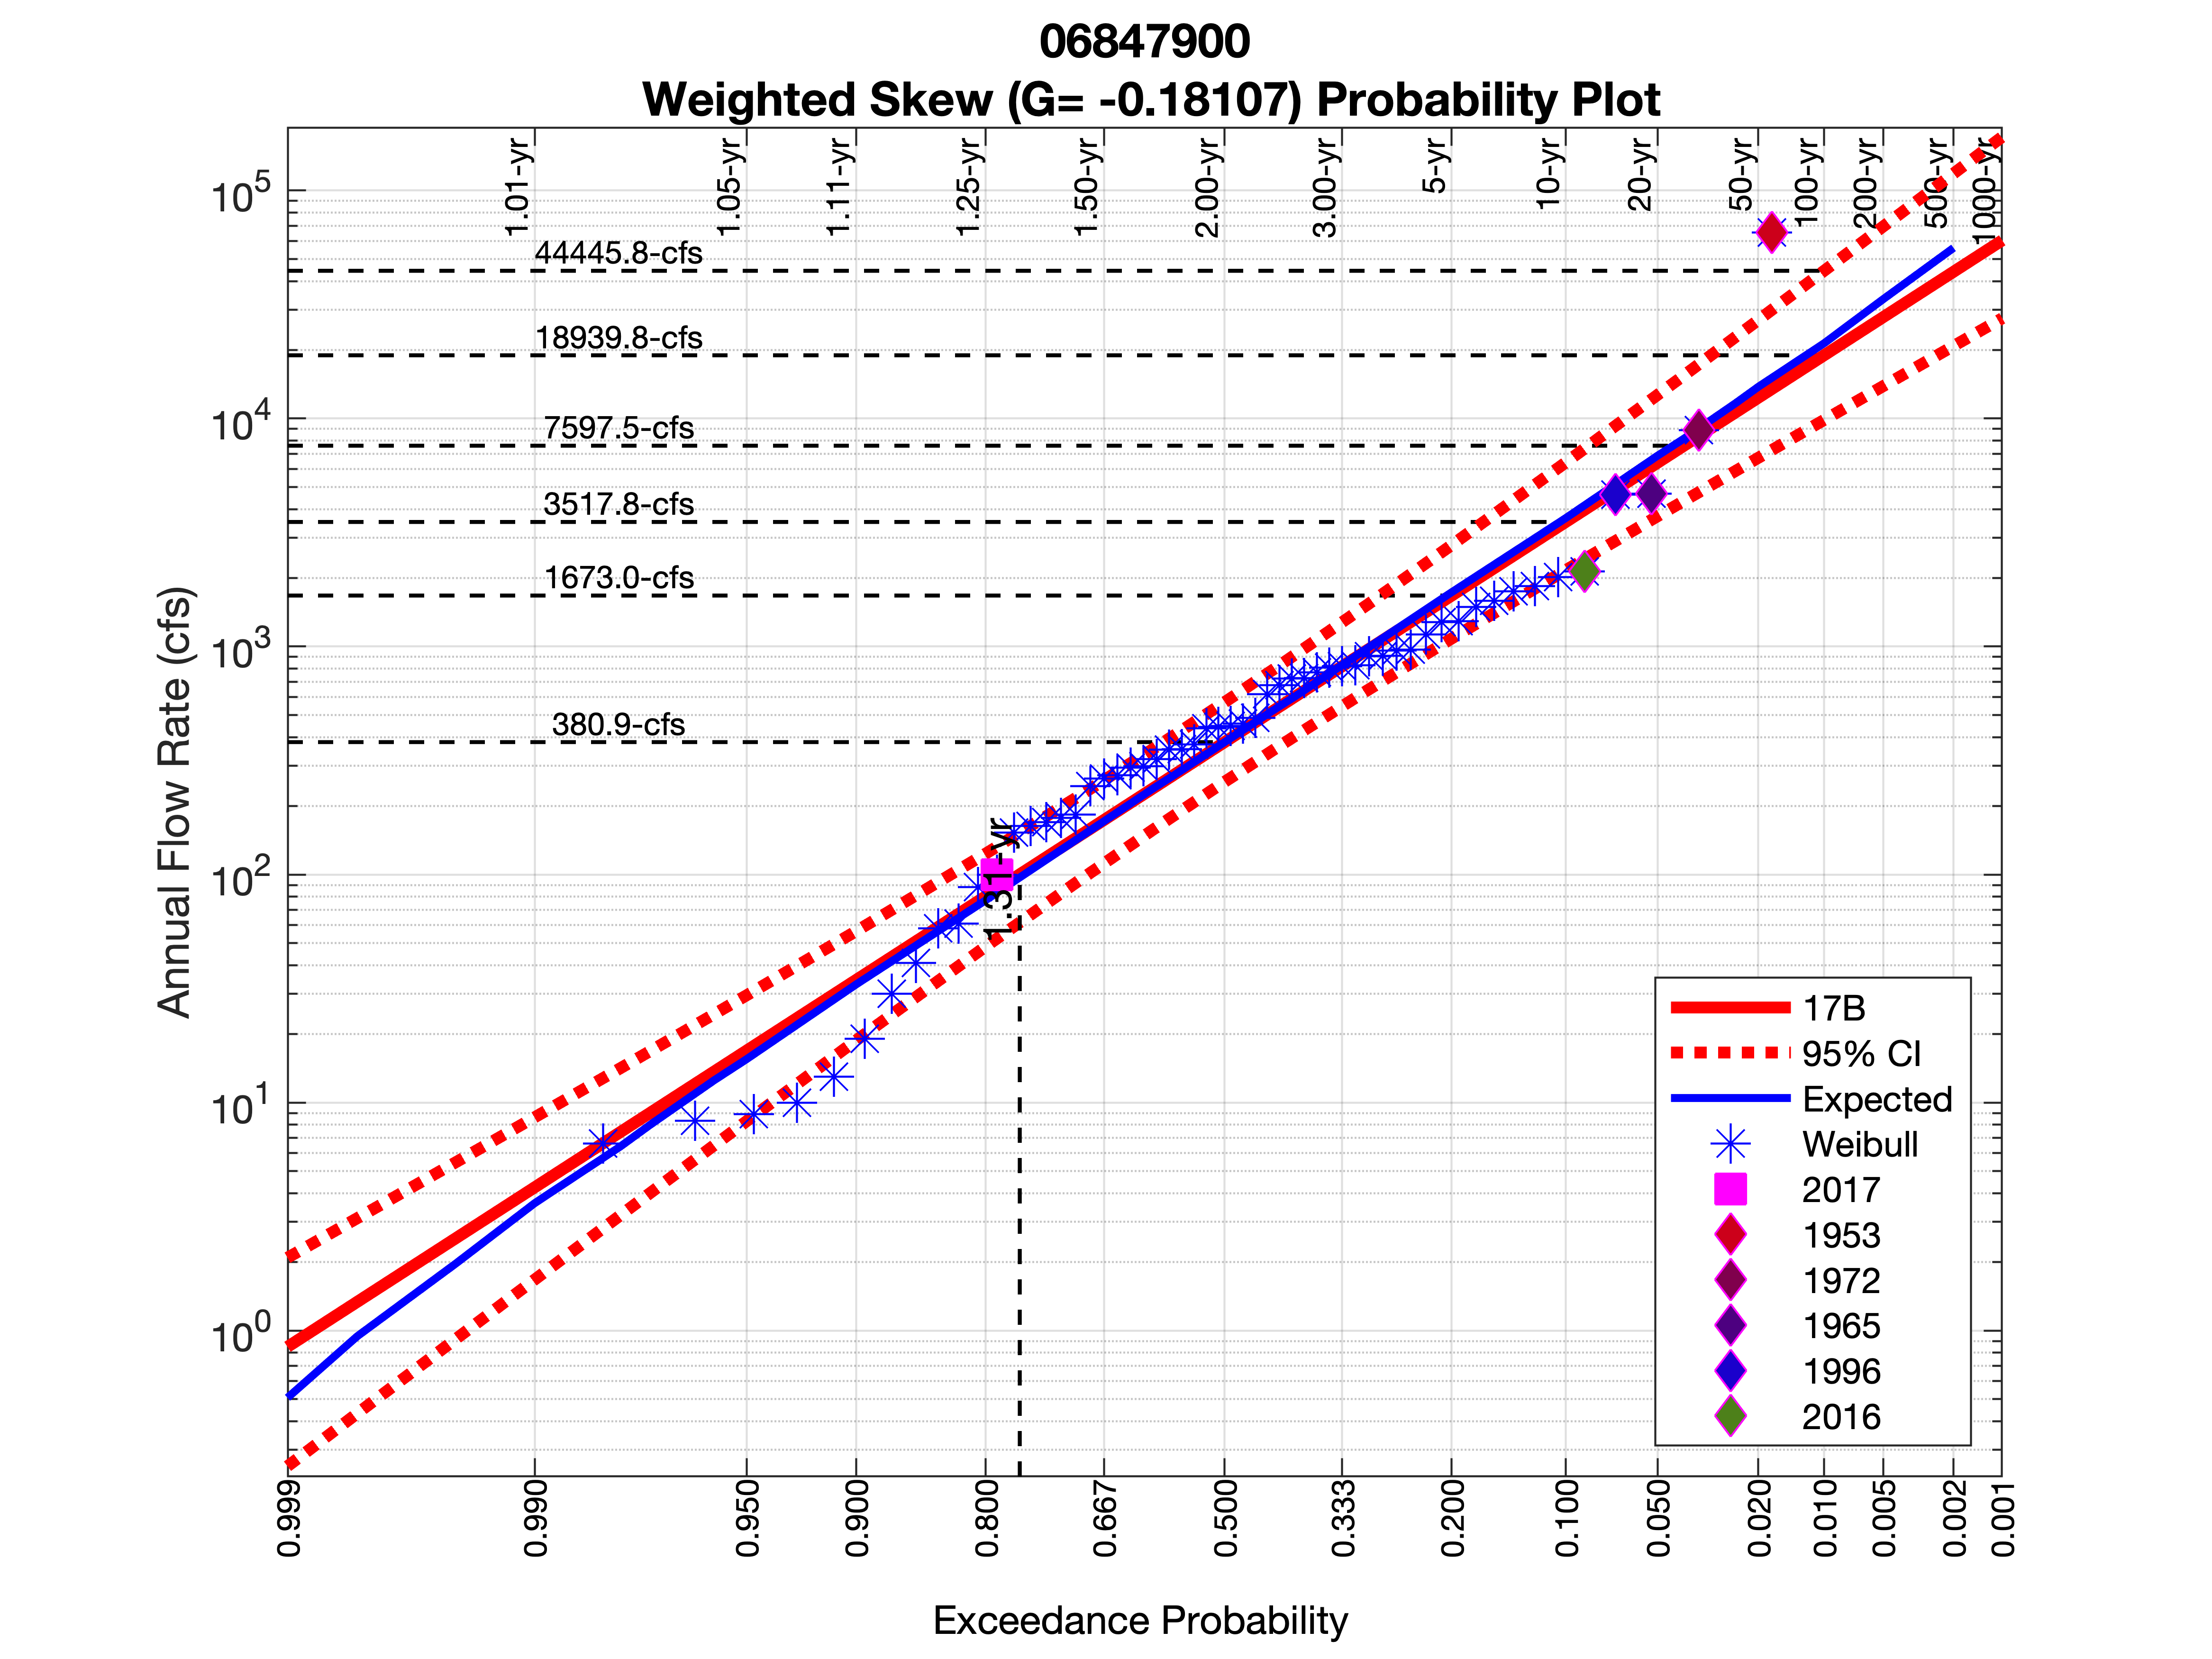 06847900
Weighted Skew (G= -0.18107) Probability Plot
1.01-yr
1.05-yr
1.11-yr
1.25-yr
1.50-yr
2.00-yr
3.00-yr
5-yr
10-yr
20-yr
50-yr
100-yr
200-yr
500-yr
1000-yr
10^5
10^4
10^3
10^2
10^1
10^0
Annual Flow Rate (cfs)
44445.8-cfs
18939.8-cfs
7597.5-cfs
3517.8-cfs
1673.0-cfs
380.9-cfs
1.31-yr
17B
95% CI
Expected
Weibull
2017
1953
1972
1965
1996
2016
0.999
0.990
0.950
0.900
0.800
0.667
0.500
0.333
0.200
0.100
0.050
0.020
0.010
0.005
0.002
0.001
Exceedance Probability